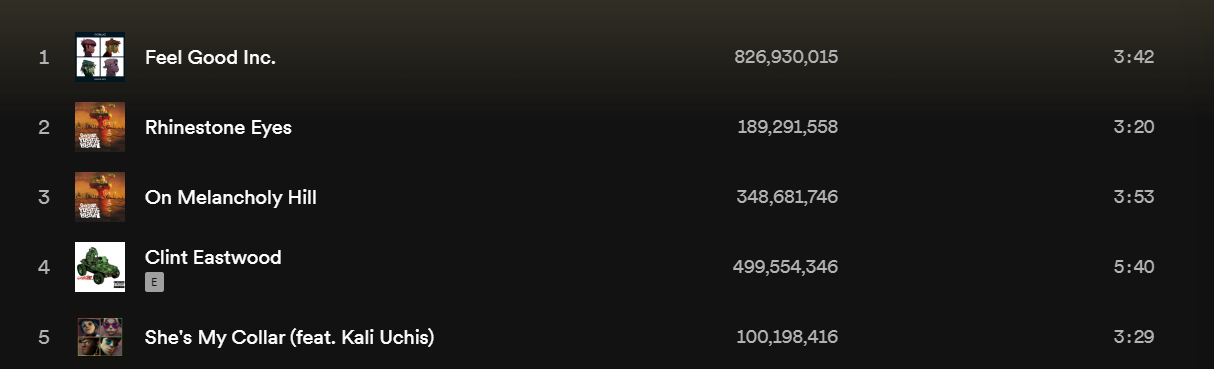 1 Feel Good Inc. 826,930,015 3:42
2 Rhinestone Eyes 189,291,558 3:20
3 On Melancholy Hill 348,681,746 3:53
4 Clint Eastwood 499,554,346 5:40
E
5 She's My Collar (feat. Kali Uchis) 100,198,416 3:29